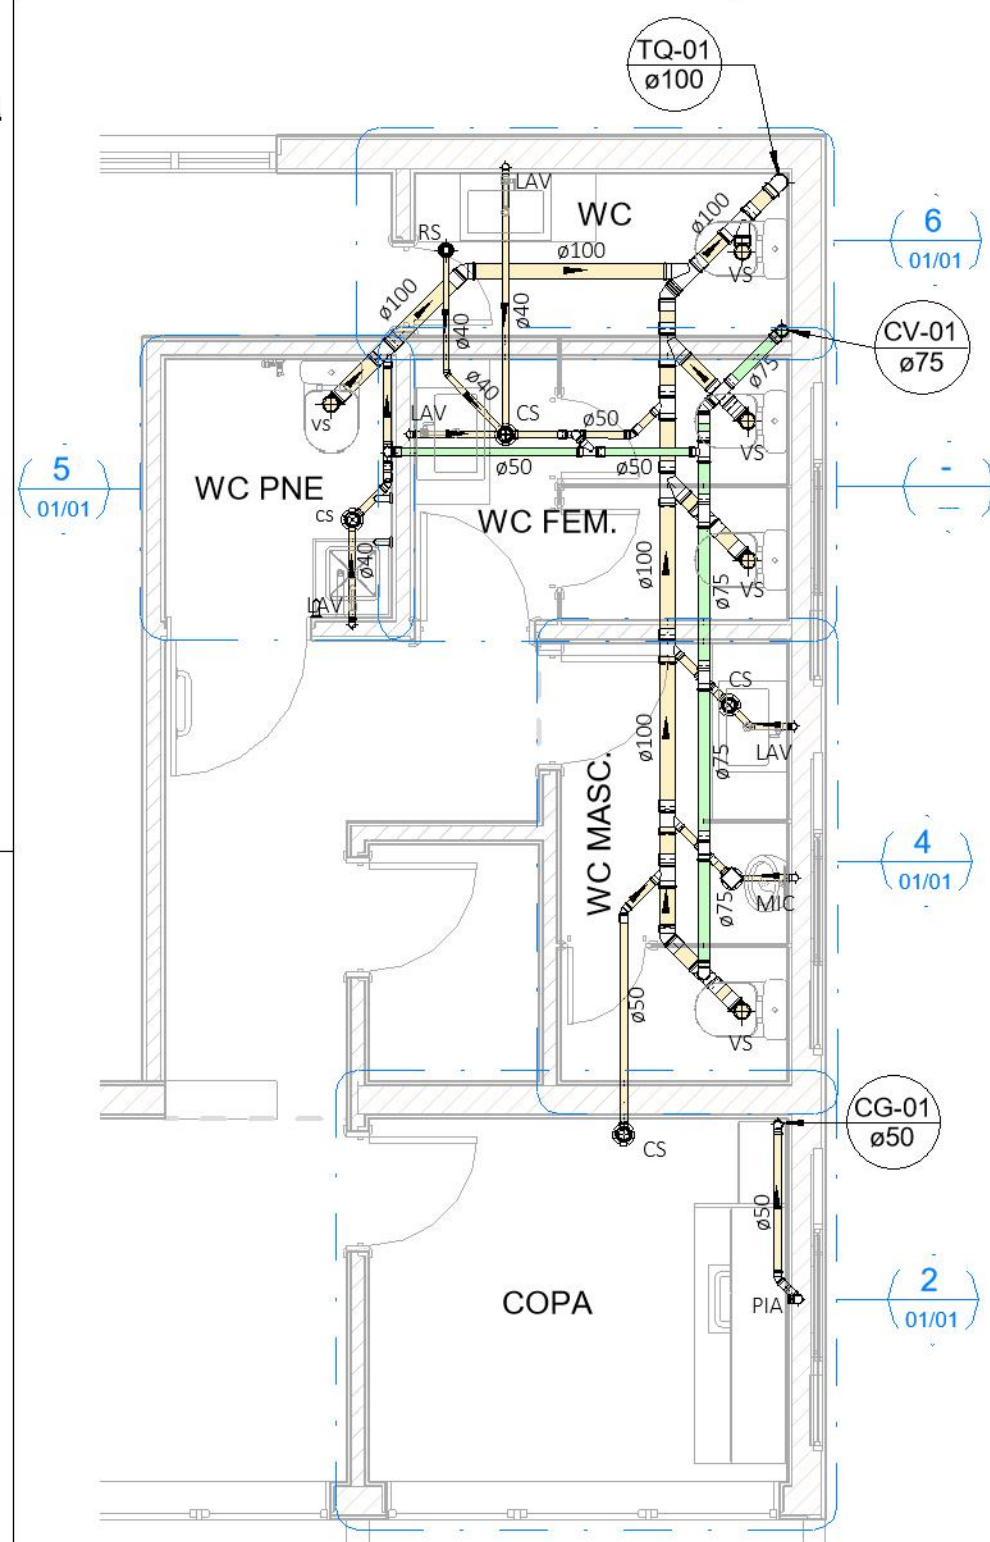 TQ-01
ø100
LAV
WC
ø100
6
01/01
RS
ø100
VS
ø100
ø40
ø40
CV-01
ø75
ø75
VS
ø40
LAV
CS
ø50
VS
5
01/01
WC PNE
ø50
ø50
-
CS
WC FEM.
ø40
ø100
ø75
VS
LAV
CS
ø100
ø75
LAV
WC MASC.
4
01/01
ø75
MIC
ø50
VS
CG-01
ø50
CS
ø50
COPA
PIA
2
01/01